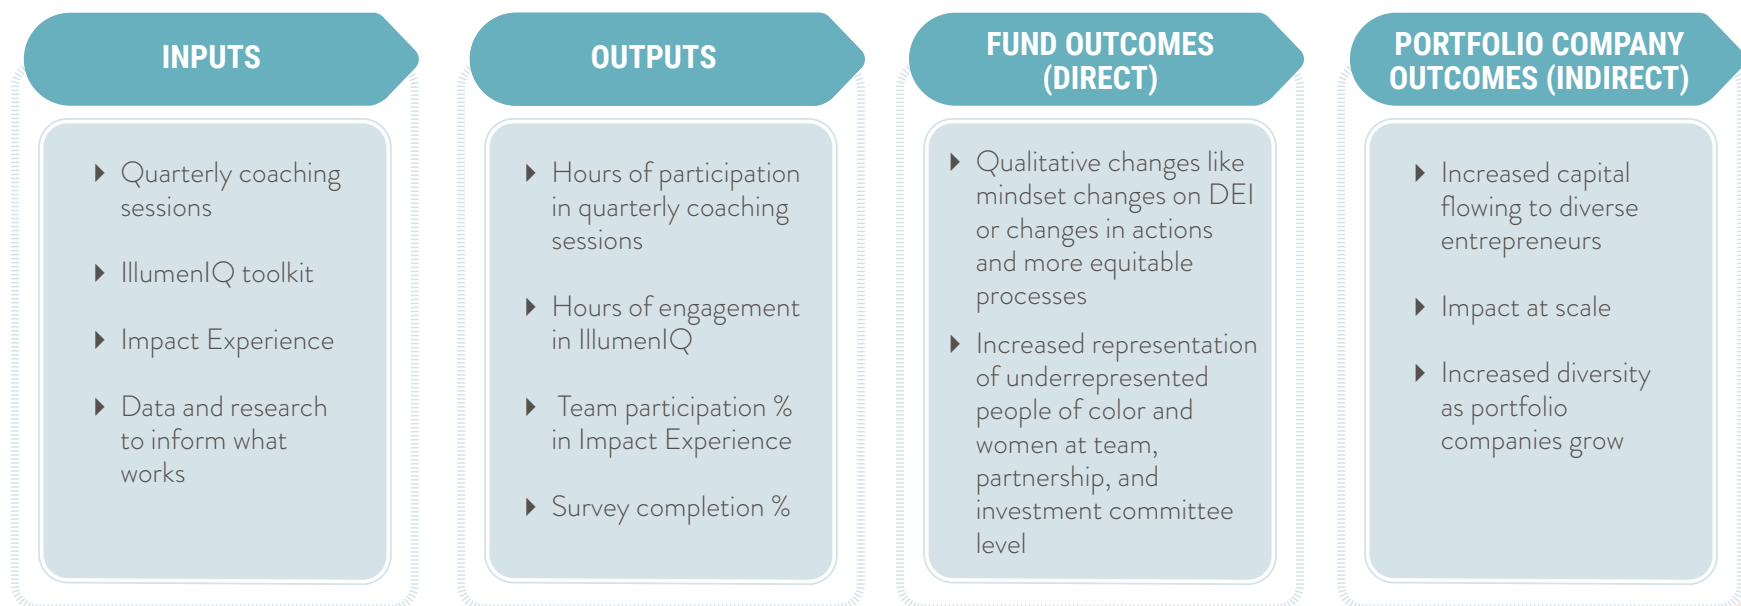 INPUTS
Quarterly coaching
sessions
IllumenIQ toolkit
Impact Experience
Data and research
to inform what
works
OUTPUTS
Hours of participation
in quarterly coaching
sessions
Hours of engagement
in IllumenIQ
Team participation %
in Impact Experience
Survey completion %
FUND OUTCOMES
(DIRECT)
Qualitative changes like
mindset changes on DEI
or changes in actions
and more equitable
processes
Increased representation
of underrepresented
people of color and
women at team,
partnership, and
investment committee
level
PORTFOLIO COMPANY
OUTCOMES (INDIRECT)
Increased capital
flowing to diverse
entrepreneurs
Impact at scale
Increased diversity
as portfolio
companies grow